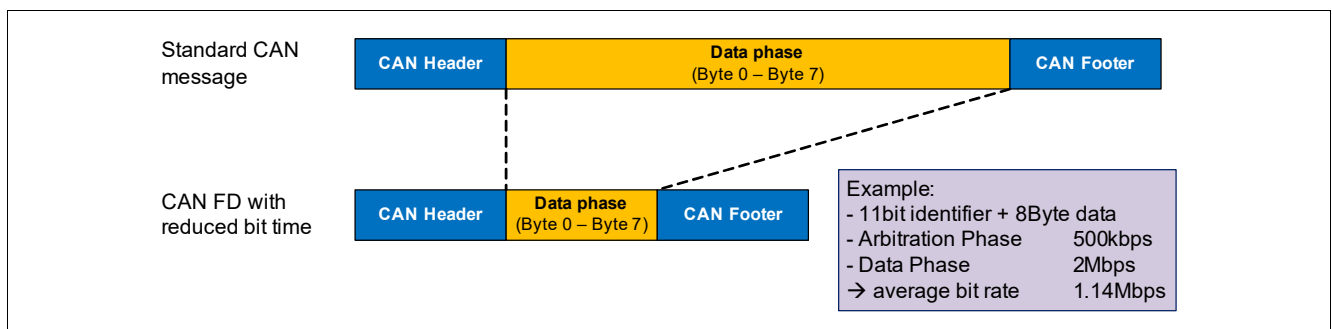 Standard CAN
message
CAN Header
Data phase
(Byte 0 – Byte 7)
CAN Footer
CAN FD with
reduced bit time
CAN Header
Data phase
(Byte 0 – Byte 7)
CAN Footer
Example:
- 11bit identifier + 8Byte data
- Arbitration Phase 500kbps
- Data Phase 2Mbps
→ average bit rate 1.14Mbps